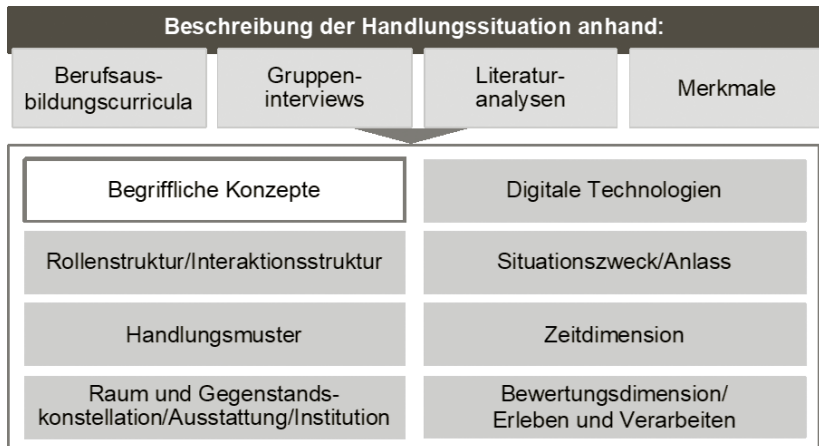 Beschreibung der Handlungssituation anhand:
Berufsaus-
bildungscurricula
Gruppen-
interviews
Literatur-
analysen
Merkmale
Begriffliche Konzepte
Digitale Technologien
Rollenstruktur/Interaktionsstruktur
Situationszweck/Anlass
Handlungsmuster
Zeitdimension
Raum und Gegenstands-
konstellation/Ausstattung/Institution
Bewertungsdimension/
Erleben und Verarbeiten